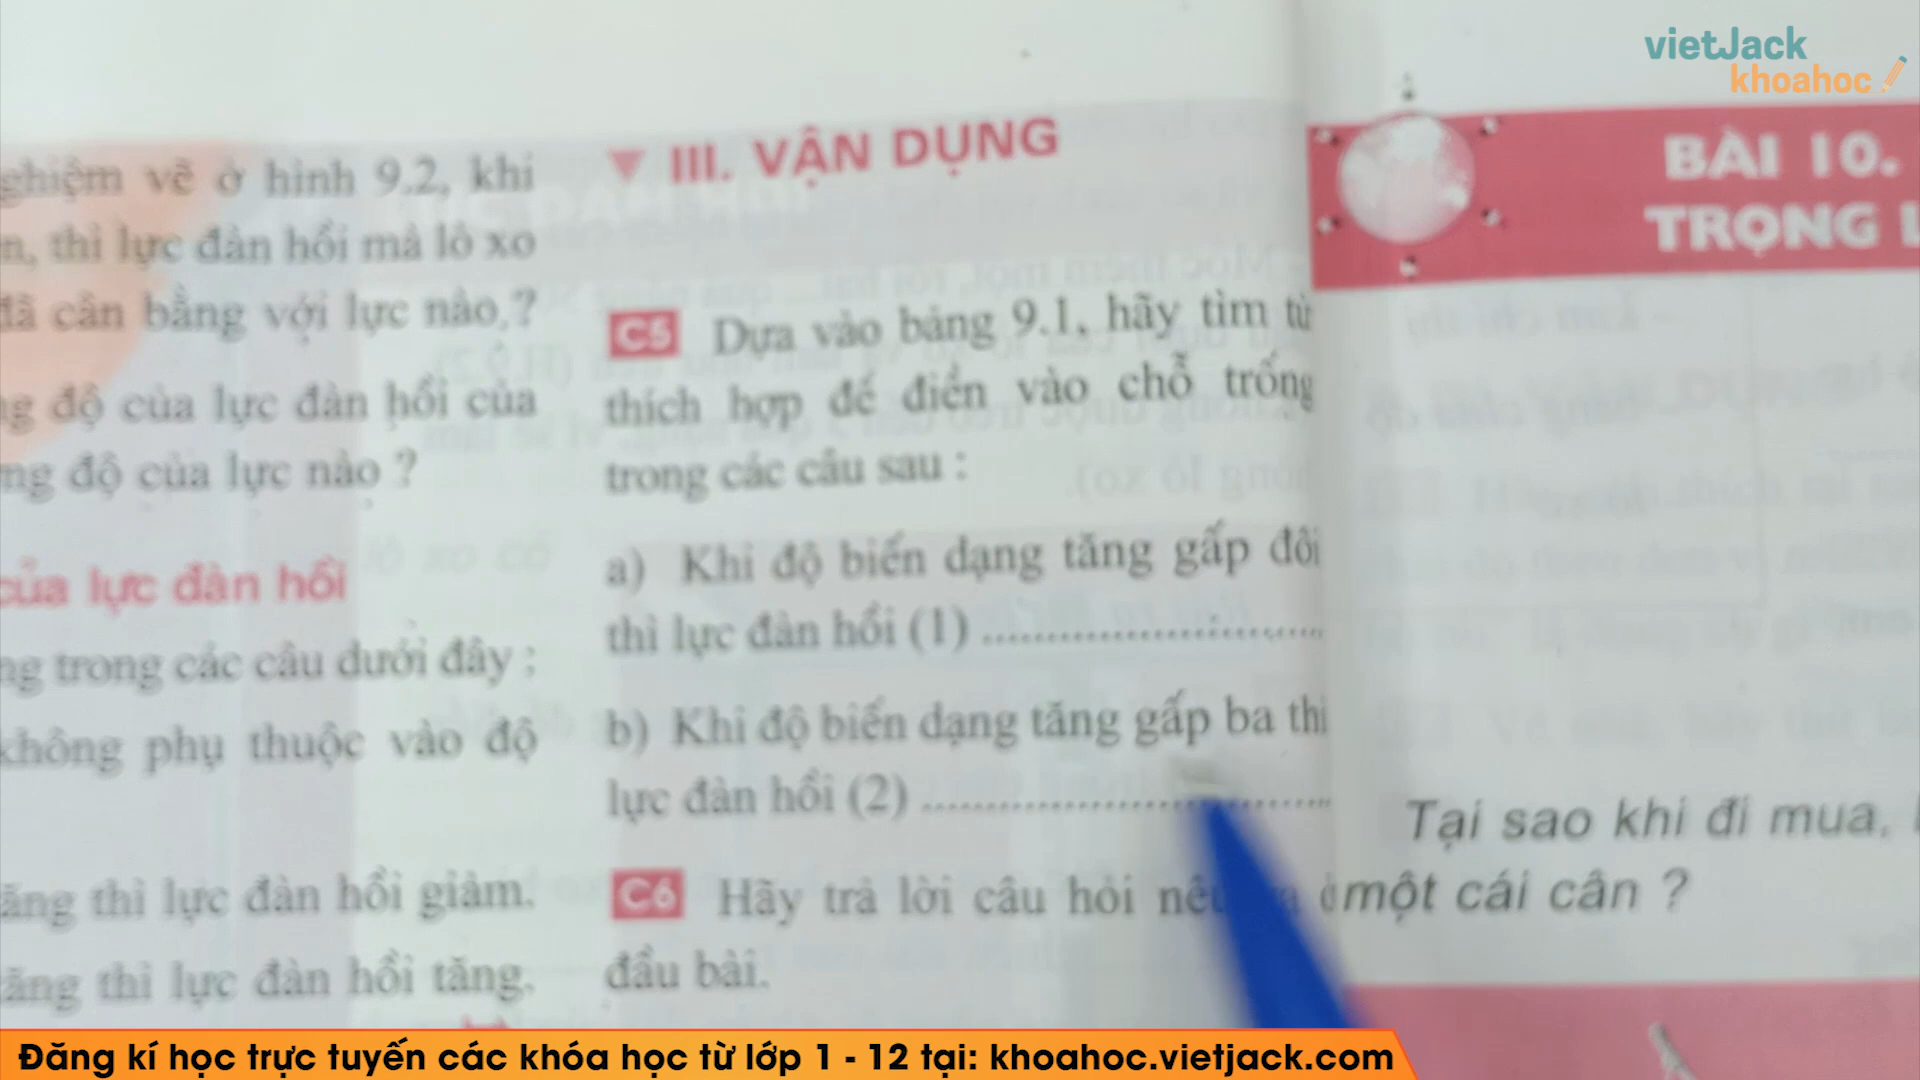 vietJack
khoahoc
ghiệm vẽ ở hình 9.2, khi
n, thì lực đàn hồi mà lò xo
đã cân bằng với lực nào ?
ng độ của lực đàn hồi của
ng độ của lực nào ?
của lực đàn hồi
ng trong các câu dưới đây :
không phụ thuộc vào độ
ăng thì lực đàn hồi giảm.
ăng thì lực đàn hồi tăng.
III. VẬN DỤNG
C5 Dựa vào bảng 9.1, hãy tìm từ
thích hợp để điền vào chỗ trống
trong các câu sau :
a) Khi độ biến dạng tăng gấp đôi
thì lực đàn hồi (1) ..........................
b) Khi độ biến dạng tăng gấp ba thì
lực đàn hồi (2) ..............................
C6 Hãy trả lời câu hỏi
đầu bài.
BÀI 10.
TRỌNG L
Tại sao khi đi mua,
một cái cân ?
Đăng kí học trực tuyến các khóa học từ lớp 1 - 12 tại: khoahoc.vietjack.com